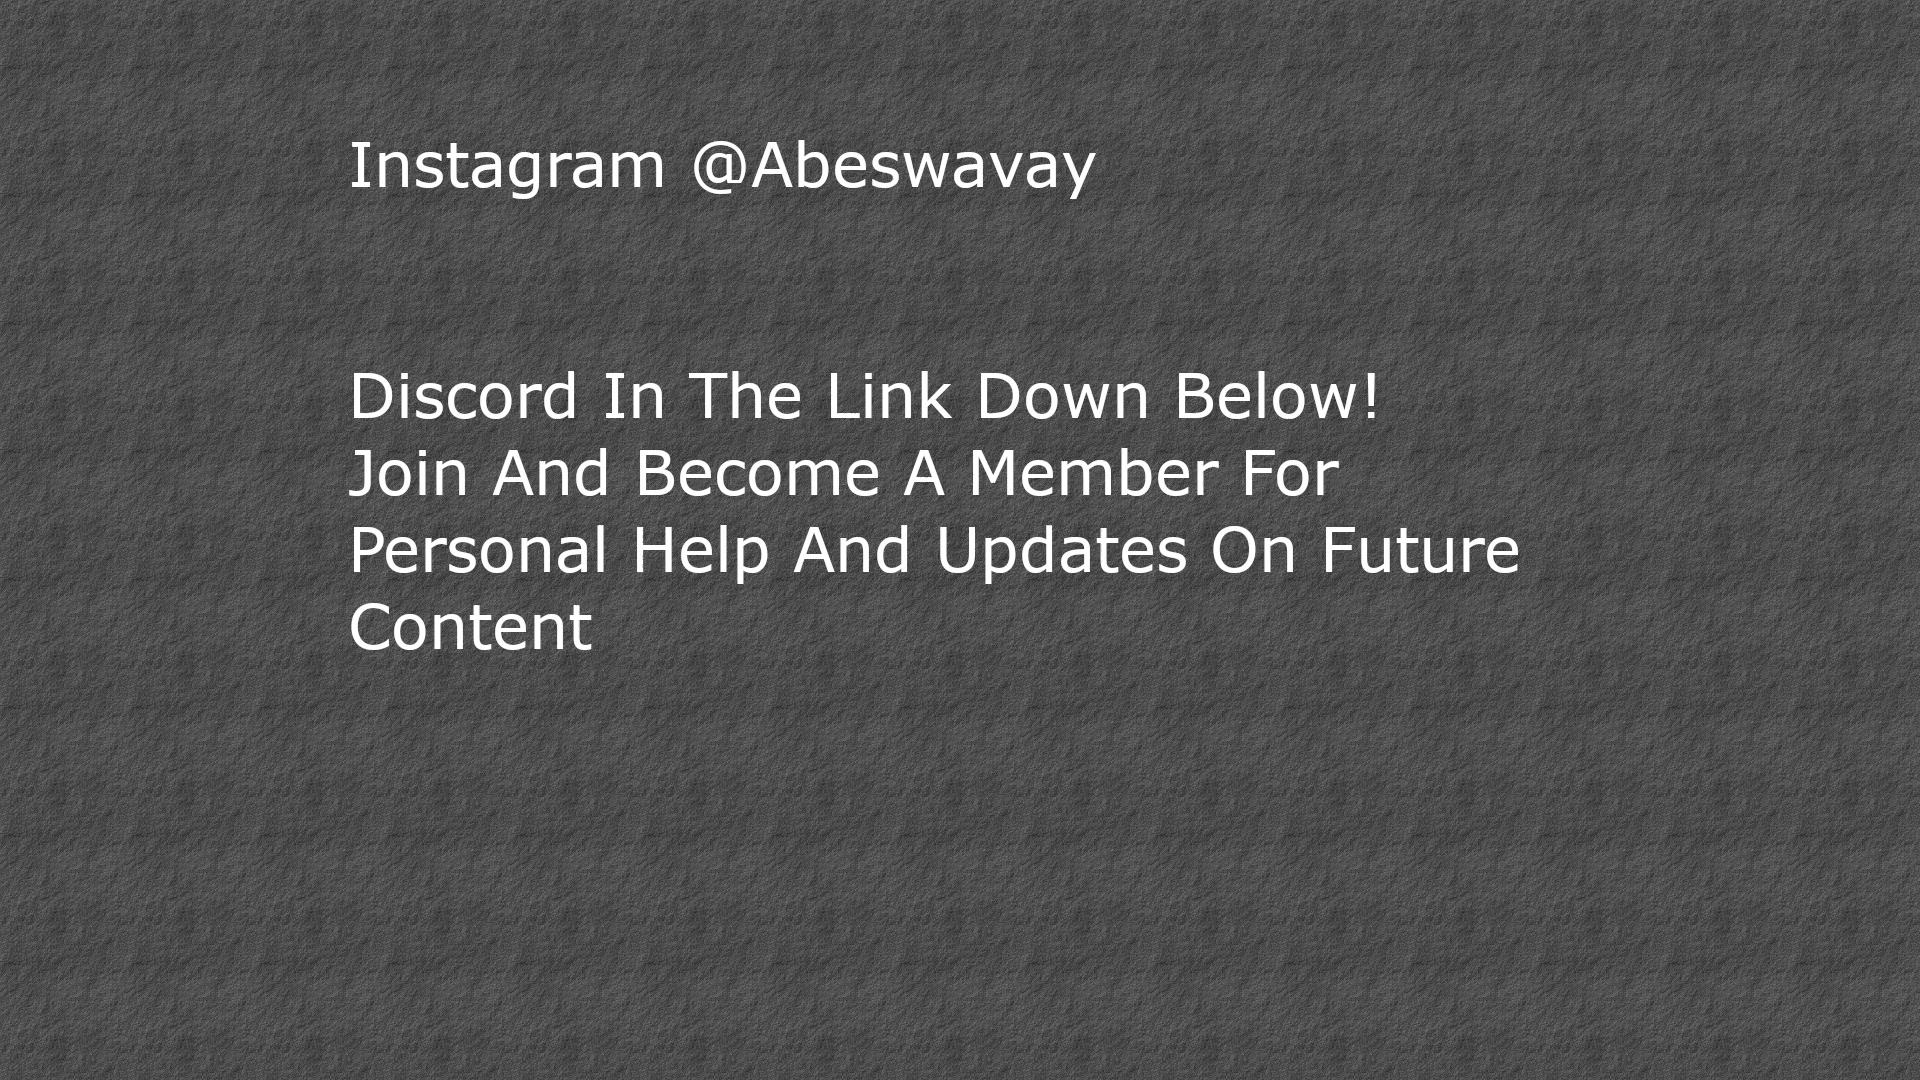 Instagram @Abeswavay
Discord In The Link Down Below!
Join And Become A Member For
Personal Help And Updates On Future
Content